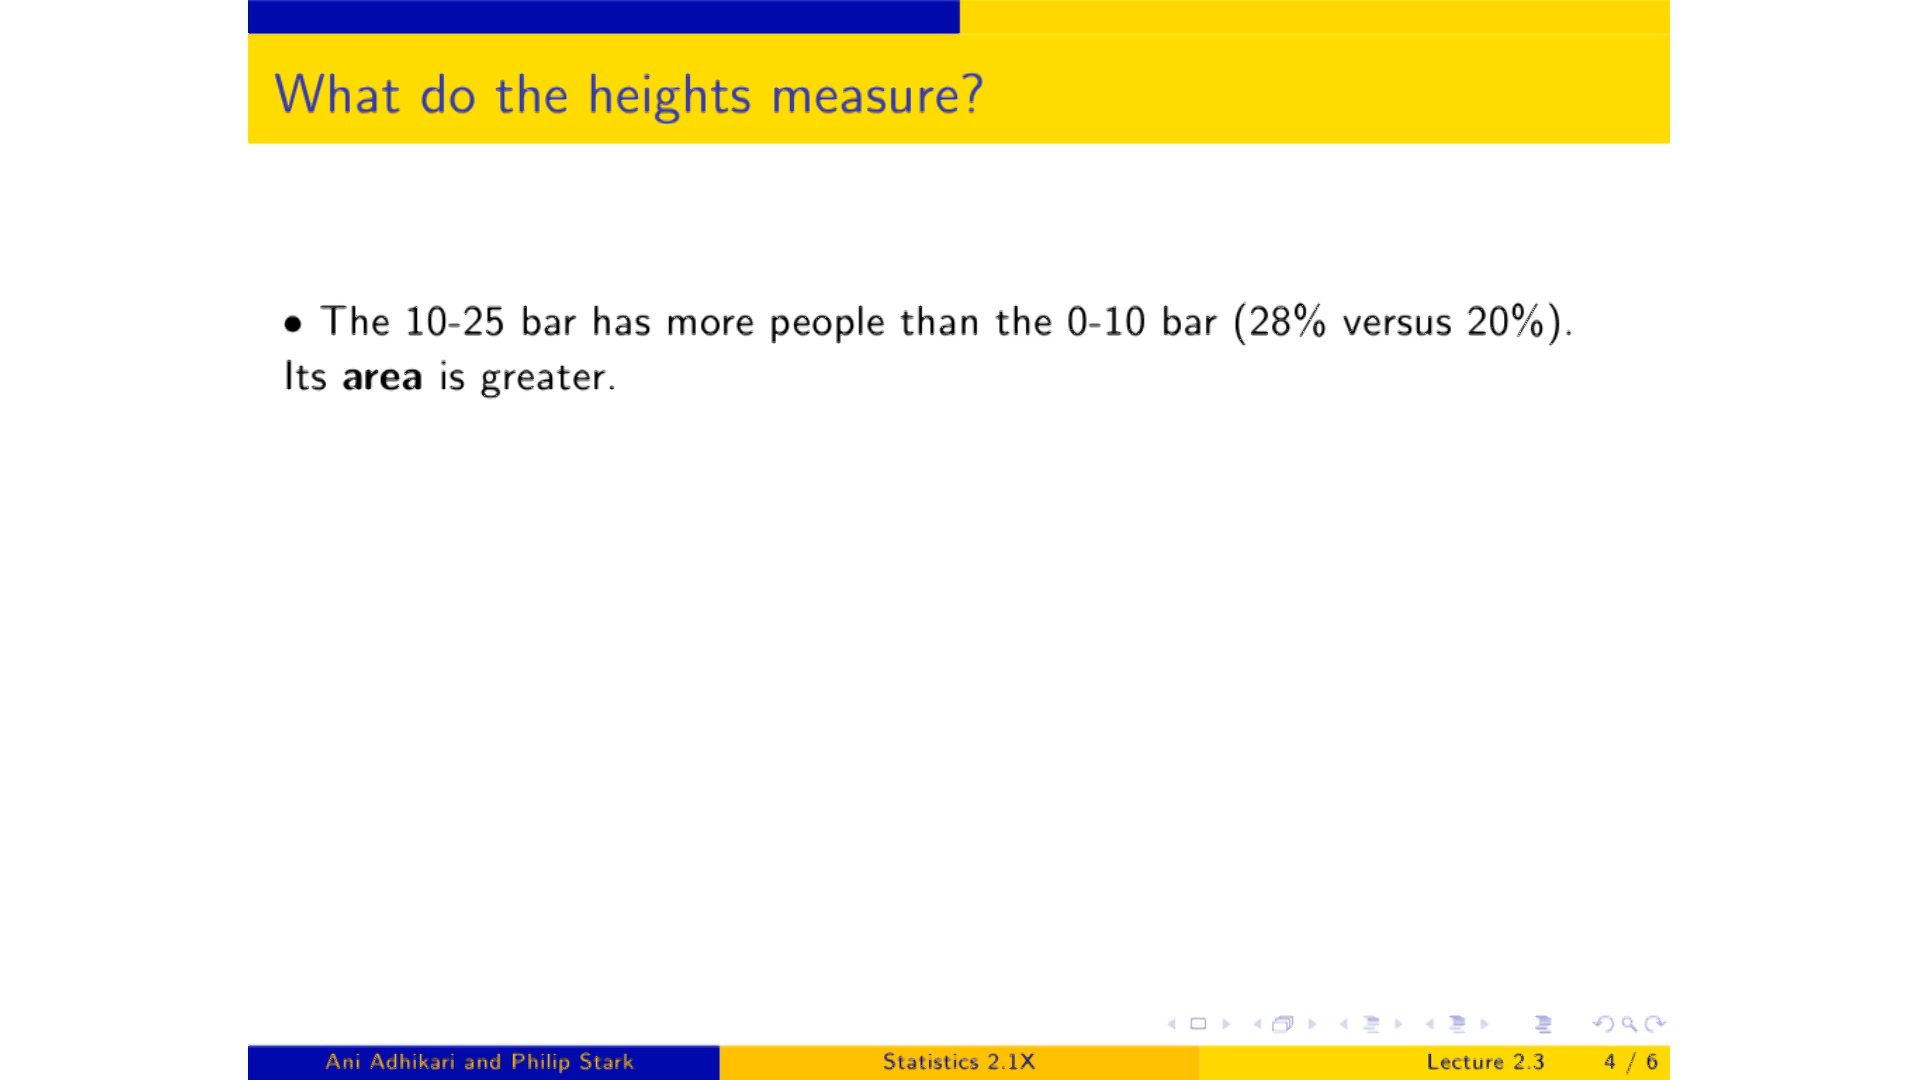 What do the heights measure?
• The 10-25 bar has more people than the 0-10 bar (28% versus 20%).
Its area is greater.
Ani Adhikari and Philip Stark Statistics 2.1X Lecture 2.3 4 / 6